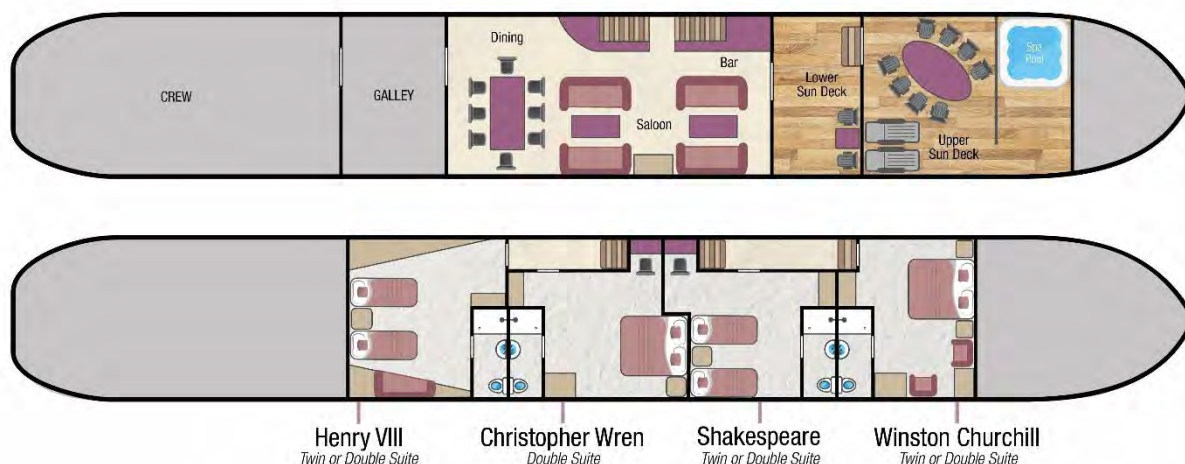 CREW
GALLEY
Dining
Bar
Saloon
Lower
Sun Deck
Upper
Sun Deck
Spa
Pool
Henry VIII
Twin or Double Suite
Christopher Wren
Double Suite
Shakespeare
Twin or Double Suite
Winston Churchill
Twin or Double Suite